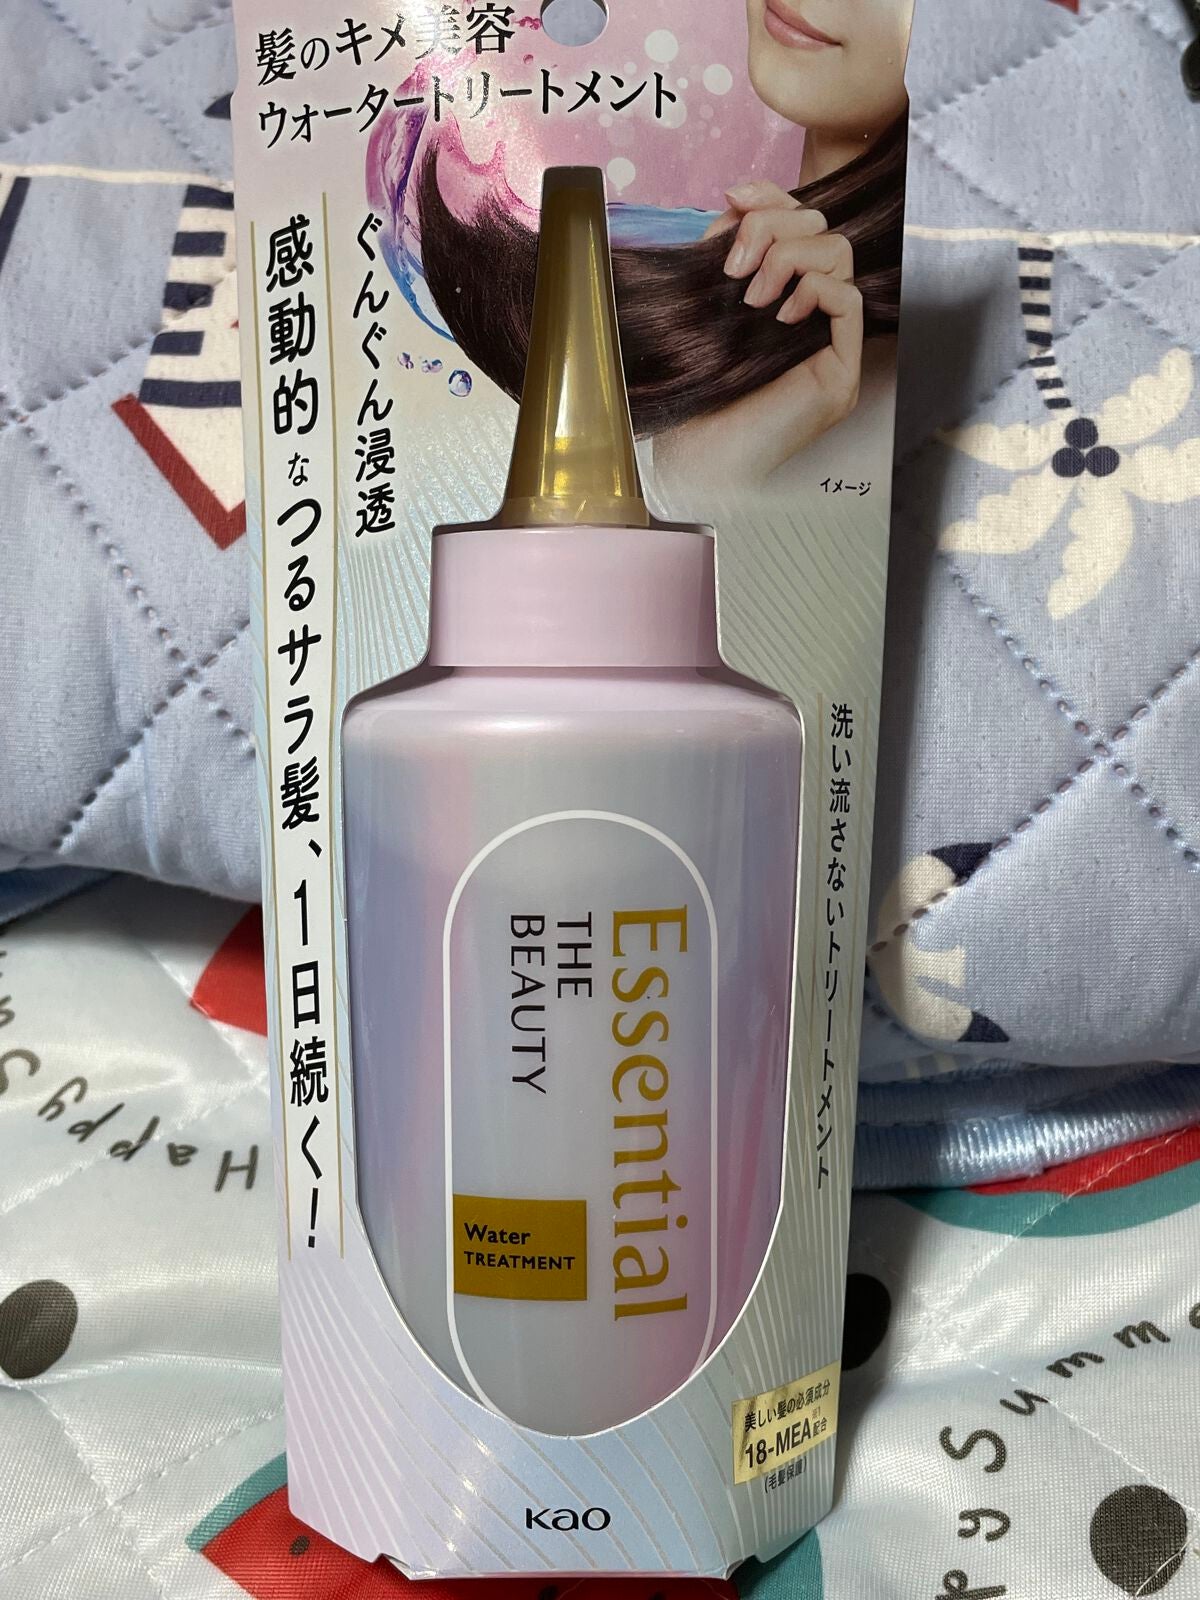 髪のキメ美容
ウォータートリートメント
ぐんぐん浸透
感動的なつるサラ髪、1日続く!
イメージ
洗い流さないトリートメント
Essential
THE
BEAUTY
Water
TREATMENT
美しい髪の必須成分
18-MEA※1配合
(毛髪保護)
Kao
Happy
Summ
pyS